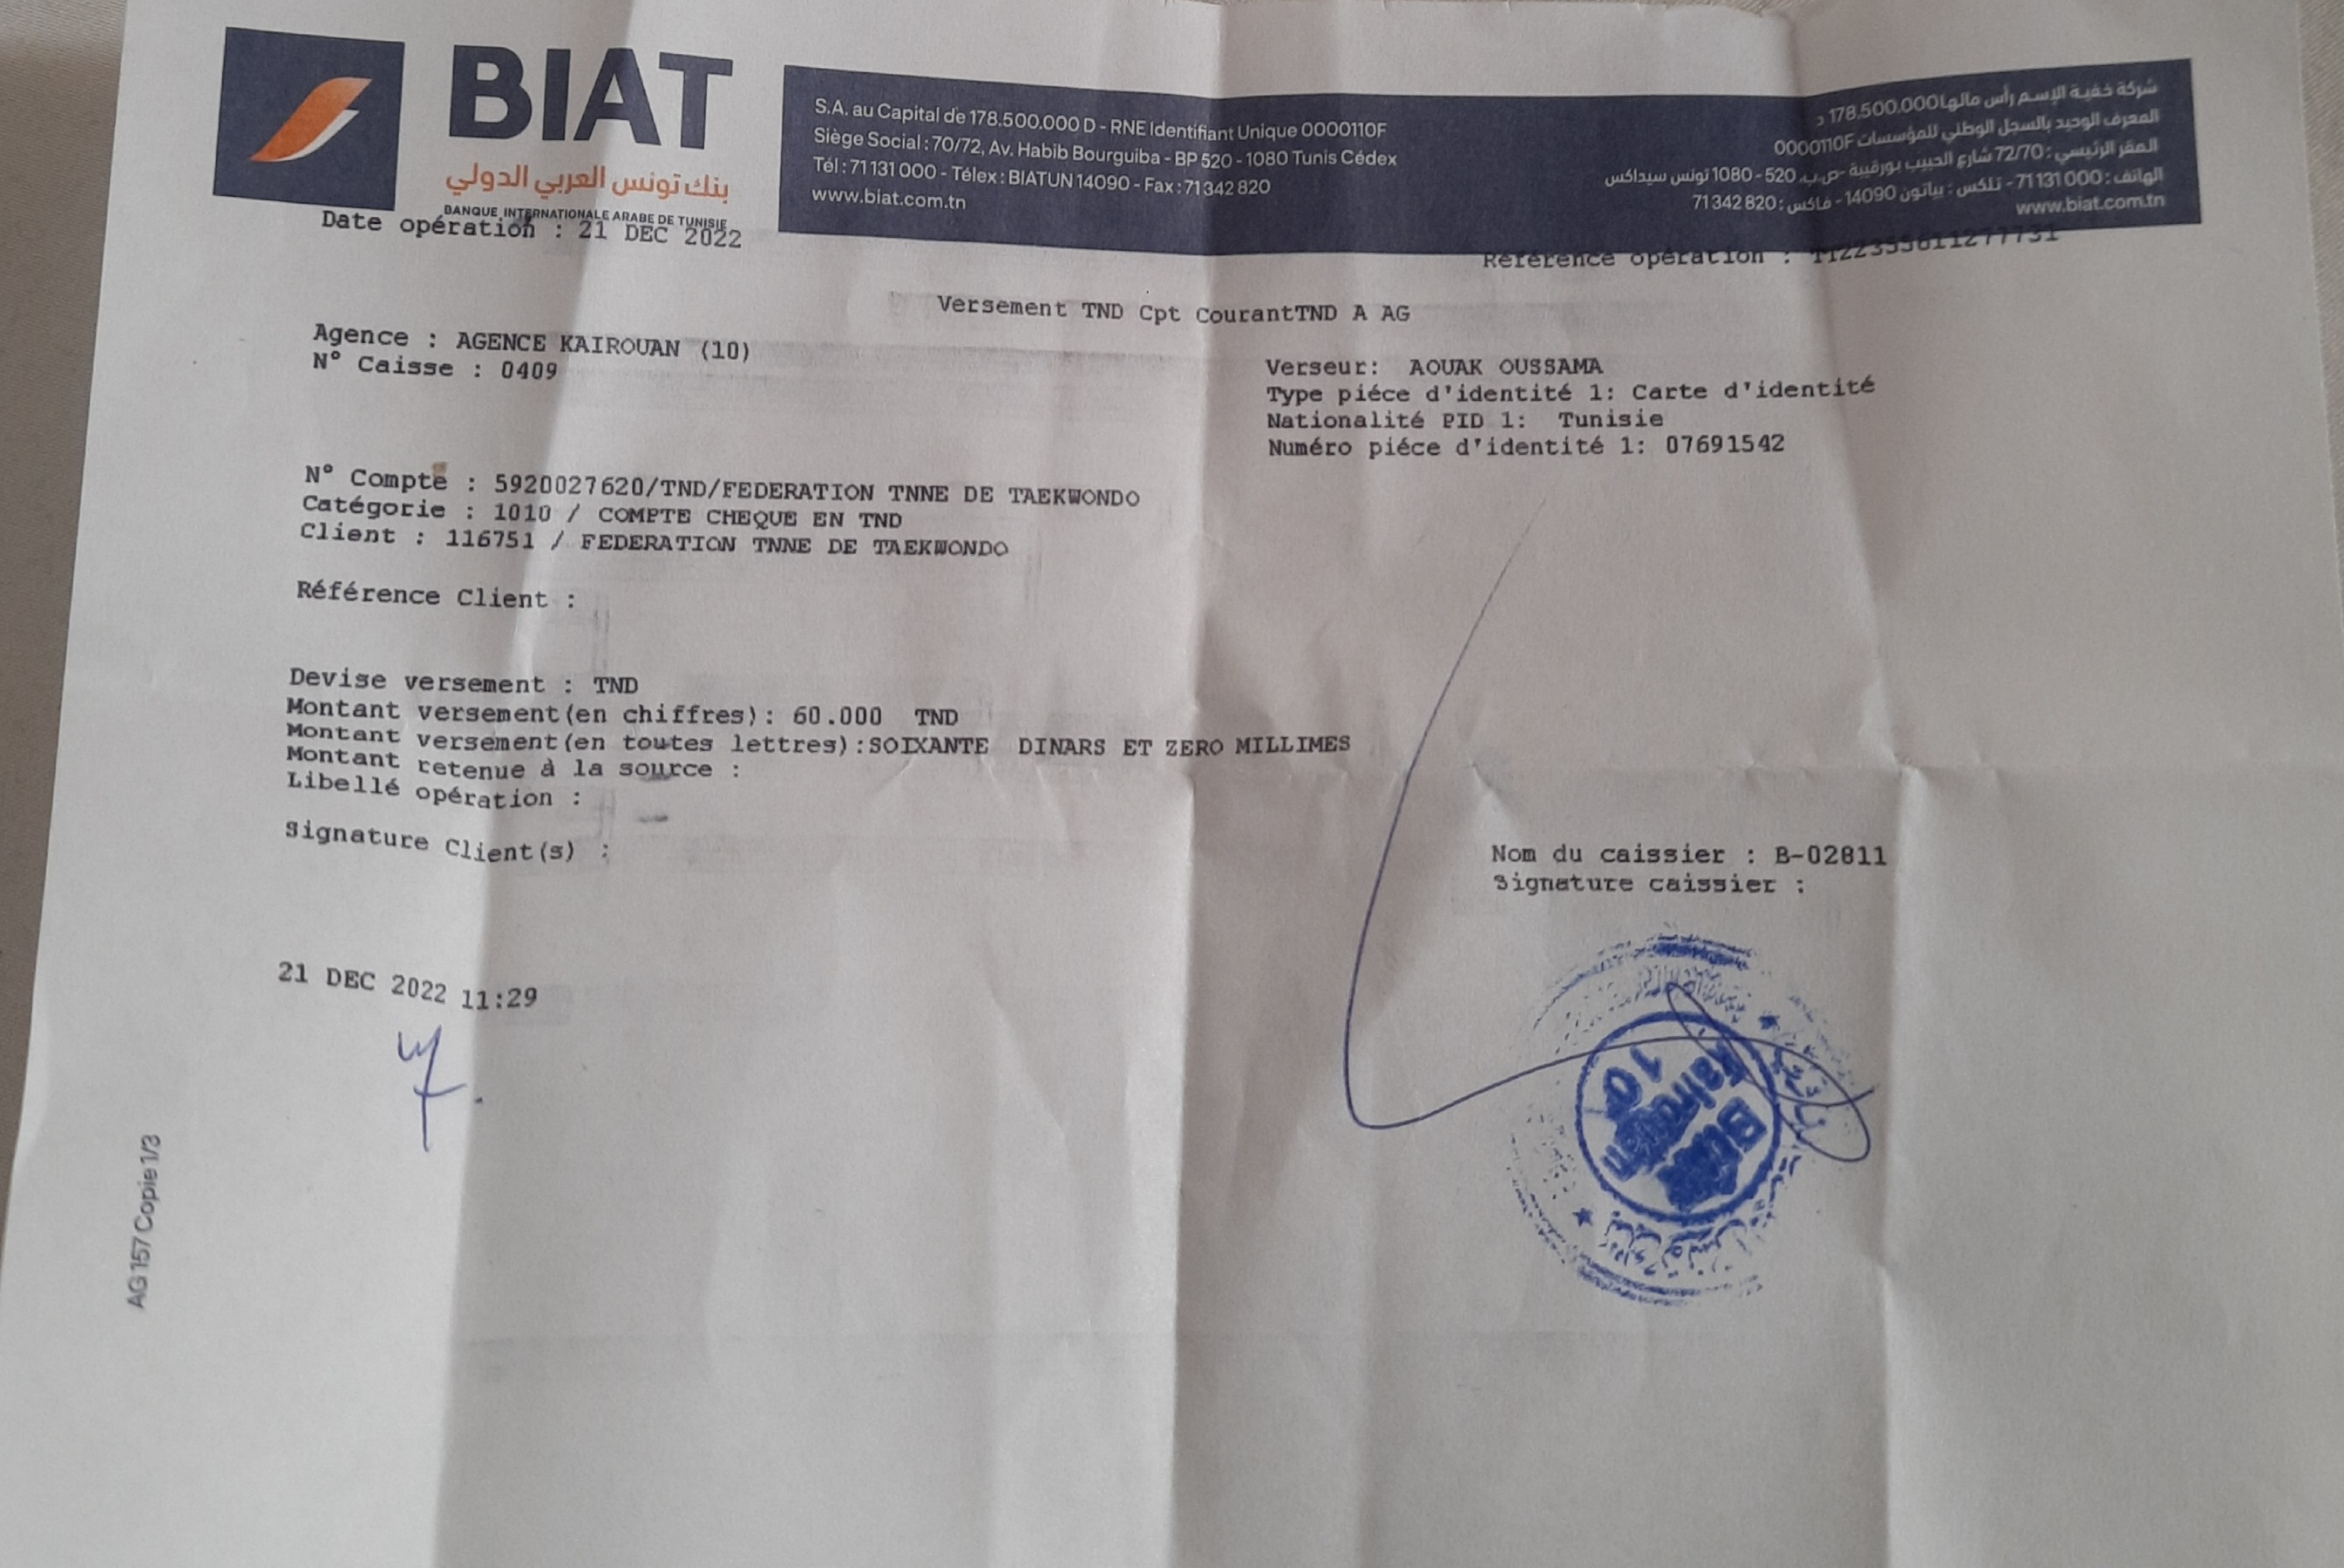 BIAT
بنك تونس العربي الدولي
BANQUE INTERNATIONALE ARABE DE TUNISIE
S.A. au Capital de 178.500.000 D - RNE Identifiant Unique 0000110F
Siège Social : 70/72, Av. Habib Bourguiba - BP 520 - 1080 Tunis Cédex
Tél : 71 131 000 - Télex : BIATUN 14090 - Fax : 71 342 820
www.biat.com.tn
شركة خفية الإسم رأس مالها 178.500.000 د
المعرف الوحيد بالسجل الوطني للمؤسسات 0000110F
المقر الرئيسي : 72/70 شارع الحبيب بورقيبة -ص.ب. 520 - 1080 تونس سيداكس
الهاتف : 71 131 000 - تلكس : بياتون 14090 - فاكس : 71 342 820
www.biat.com.tn
Date opération : 21 DEC 2022
Référence opération :
Versement TND Cpt CourantTND A AG
Agence : AGENCE KAIROUAN (10)
N° Caisse : 0409
Verseur: AOUAK OUSSAMA
Type piéce d'identité 1: Carte d'identité
Nationalité PID 1: Tunisie
Numéro piéce d'identité 1: 07691542
N° Compte : 5920027620/TND/FEDERATION TNNE DE TAEKWONDO
Catégorie : 1010 / COMPTE CHEQUE EN TND
Client : 116751 / FEDERATION TNNE DE TAEKWONDO
Référence Client :
Devise versement : TND
Montant versement(en chiffres): 60.000 TND
Montant versement(en toutes lettres):SOIXANTE DINARS ET ZERO MILLIMES
Montant retenue à la source :
Libellé opération :
Signature Client(s) :
Nom du caissier : B-02811
Signature caissier :
21 DEC 2022 11:29
Kairouan
10
AG 157 Copie 1/3